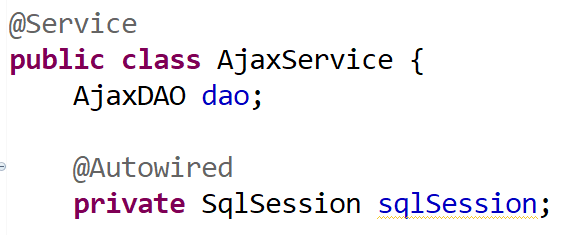 @Service
public class AjaxService {
    AjaxDAO dao;

    @Autowired
    private SqlSession sqlSession;